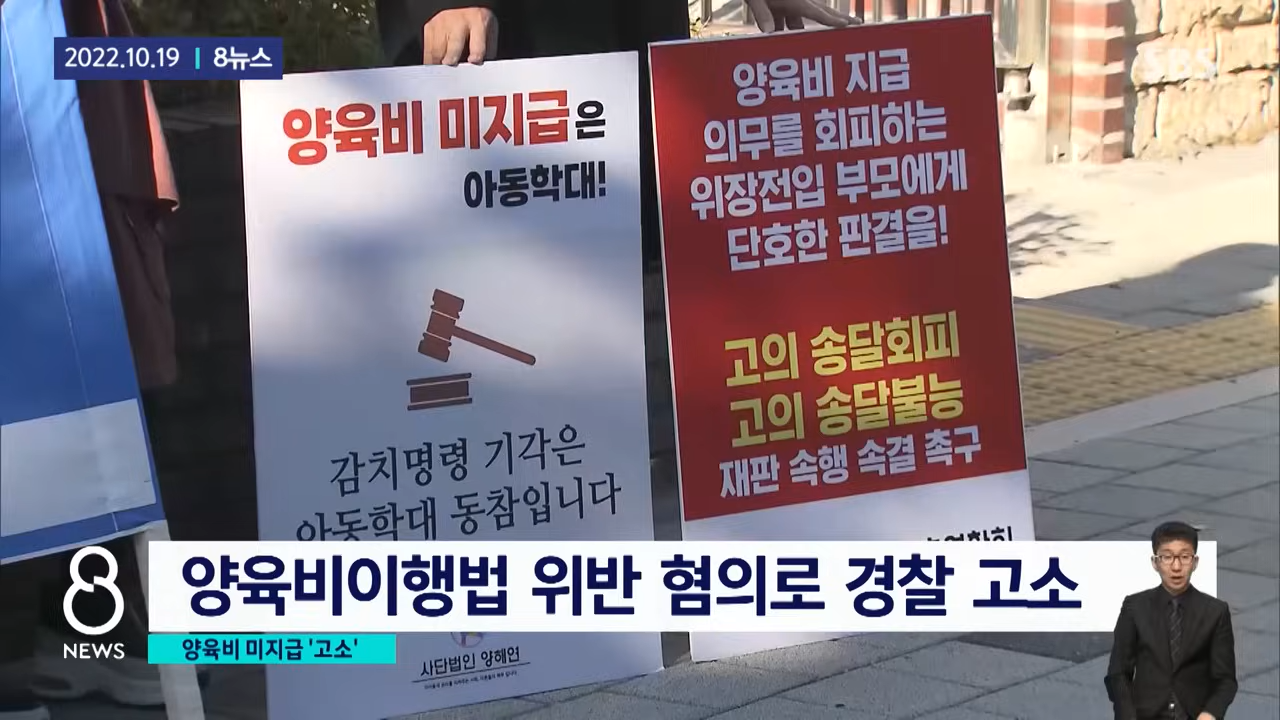 2022.10.19 | 8뉴스
SBS
양육비 미지급은
아동학대!
감치명령 기각은
아동학대 동참입니다
사단법인 양해연
양육비 지급
의무를 회피하는
위장전입 부모에게
단호한 판결을!
고의 송달회피
고의 송달불능
재판 속행 속결 촉구
8
NEWS
양육비이행법 위반 혐의로 경찰 고소
양육비 미지급 '고소'